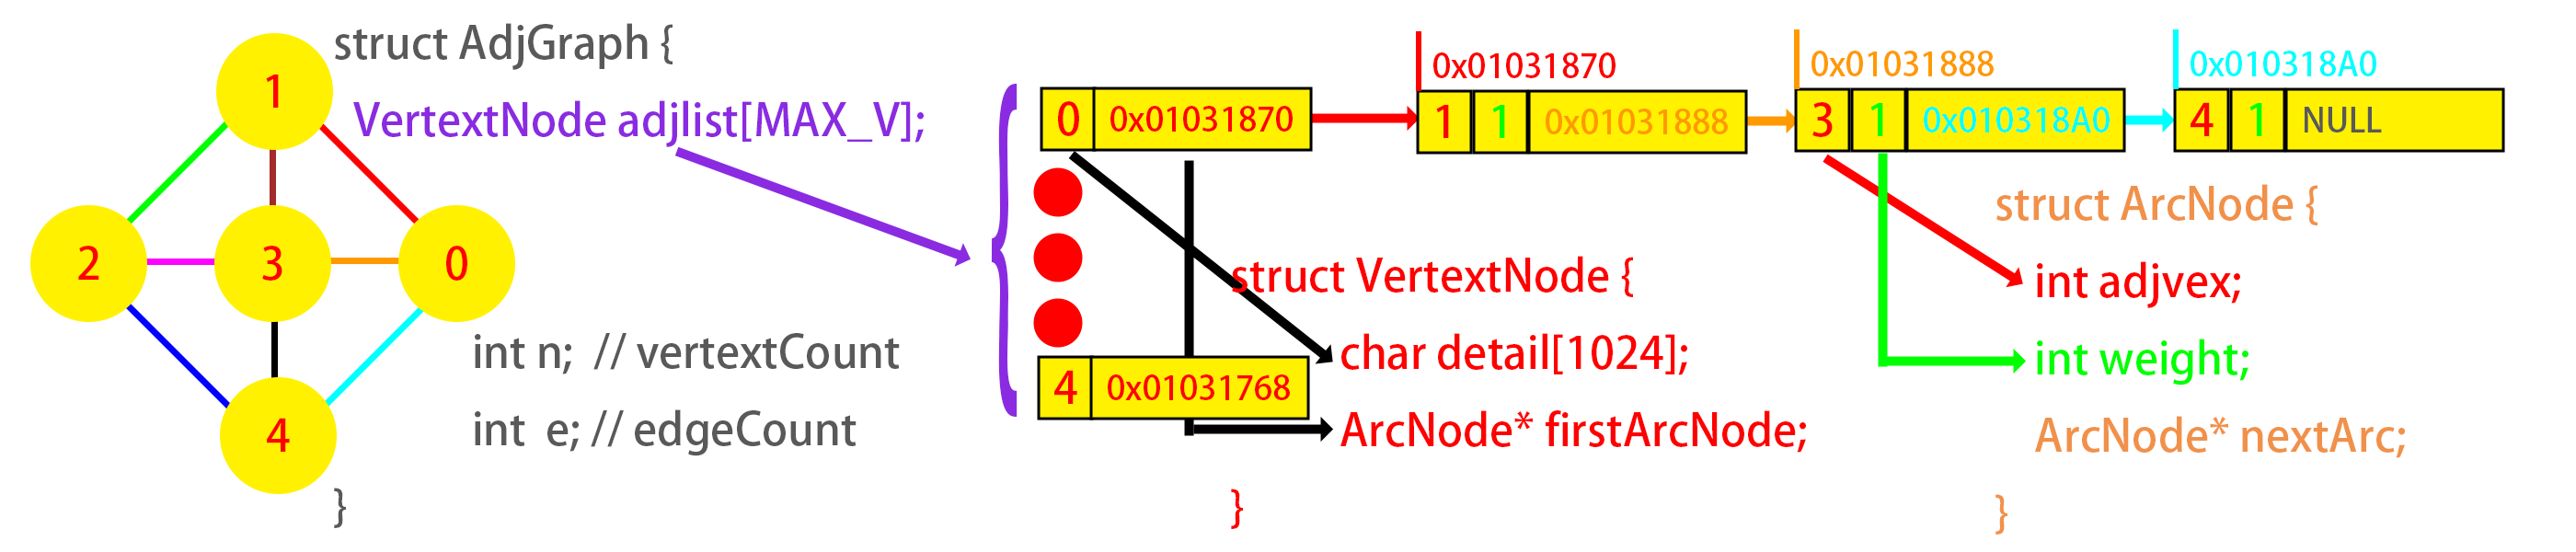 1
2
3
0
4
struct AdjGraph {
VertextNode adjlist[MAX_V];
int n; // vertextCount
int e; // edgeCount
}
0 0x01031870
4 0x01031768
0x01031870
1 1 0x01031888
0x01031888
3 1 0x010318A0
0x010318A0
4 1 NULL
struct VertextNode {
char detail[1024];
ArcNode* firstArcNode;
}
struct ArcNode {
int adjvex;
int weight;
ArcNode* nextArc;
}